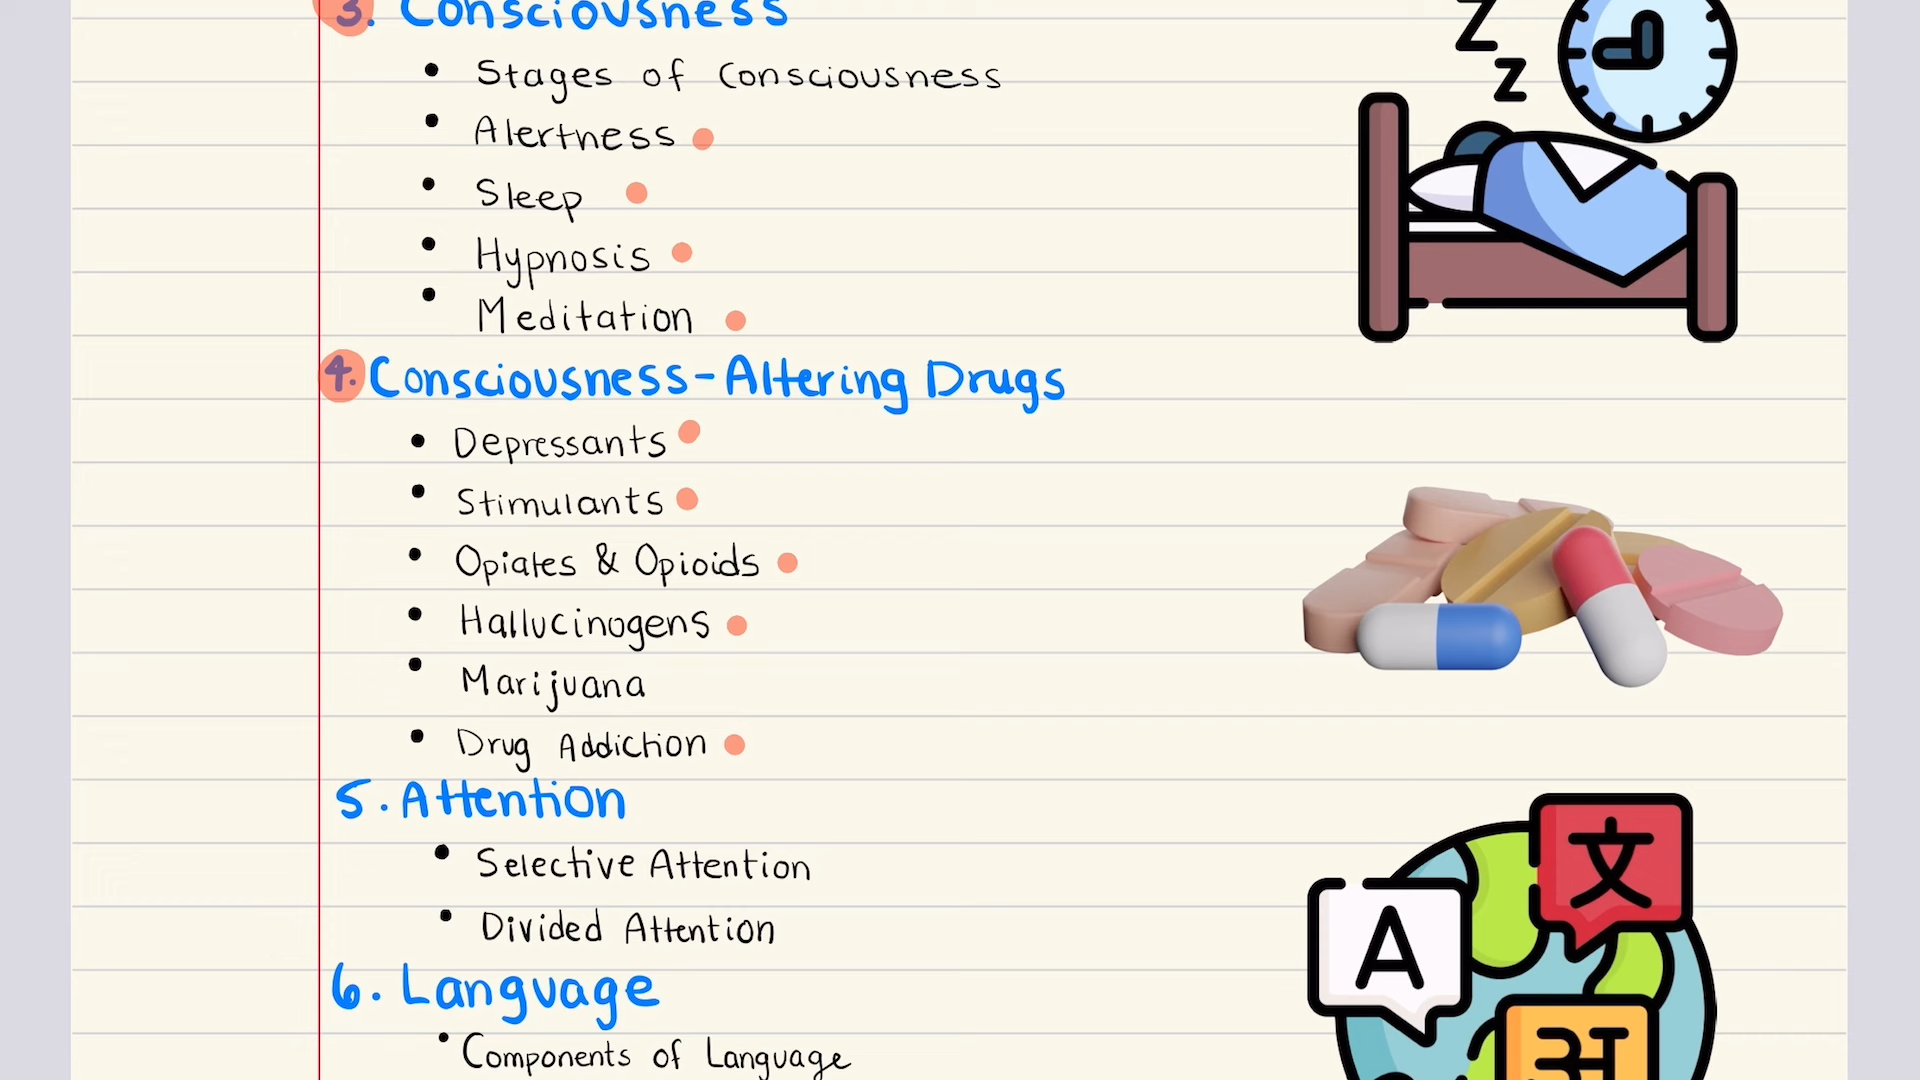 3. Consciousness
• Stages of Consciousness
• Alertness
• Sleep
• Hypnosis
• Meditation
4. Consciousness-Altering Drugs
• Depressants
• Stimulants
• Opiates & Opioids
• Hallucinogens
• Marijuana
• Drug Addiction
5. Attention
• Selective Attention
• Divided Attention
6. Language
• Components of Language
Z
Z
文
A
अ